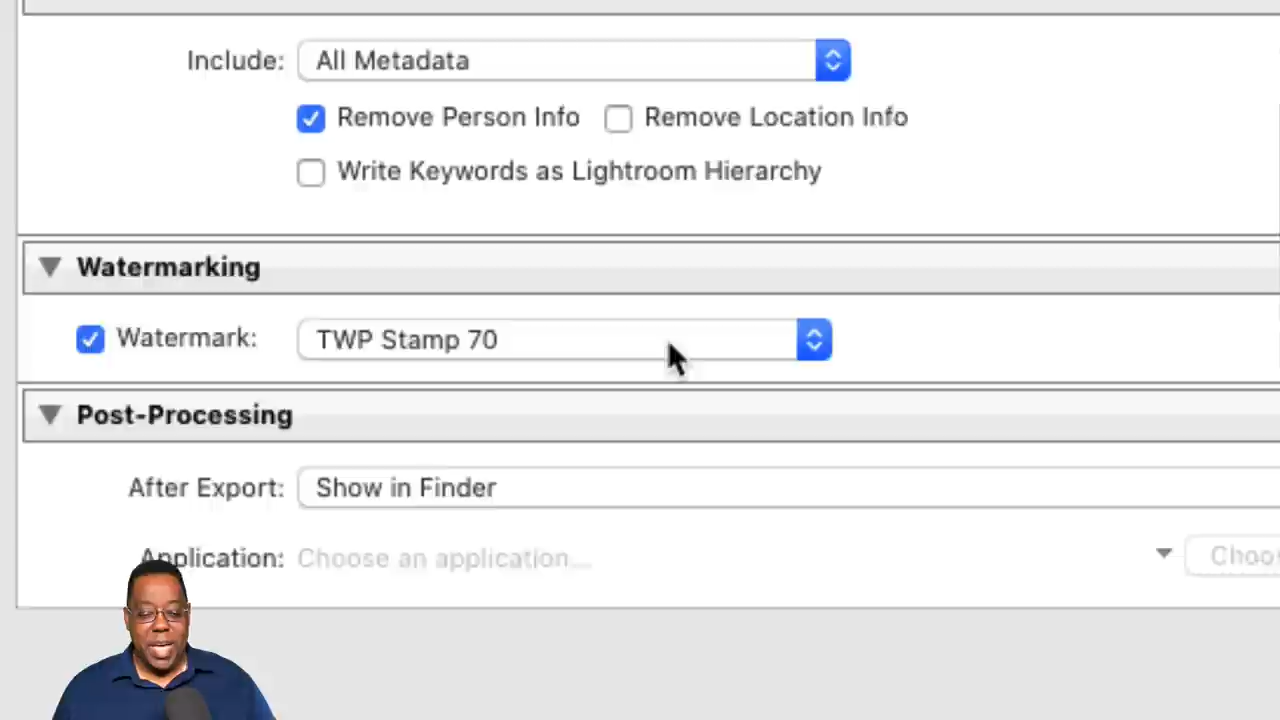 Include: All Metadata
Remove Person Info Remove Location Info
Write Keywords as Lightroom Hierarchy
Watermarking
Watermark: TWP Stamp 70
Post-Processing
After Export: Show in Finder
Application: Choose an application...